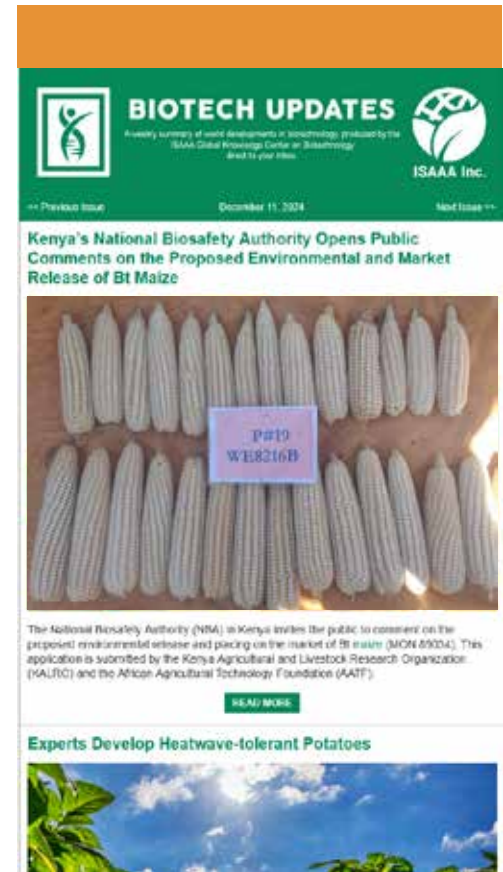 BIOTECH UPDATES
A weekly summary of world developments in biotechnology, produced by the
ISAAA Global Knowledge Center on Biotechnology
direct to your inbox.
ISAAA Inc.
<< Previous Issue
December 11, 2024
Next Issue >>
Kenya's National Biosafety Authority Opens Public
Comments on the Proposed Environmental and Market
Release of Bt Maize
P#19
WE8216B
The National Biosafety Authority (NBA) in Kenya invites the public to comment on the
proposed environmental release and placing on the market of Bt maize (MON 89034). This
application is submitted by the Kenya Agricultural and Livestock Research Organization
(KALRO) and the African Agricultural Technology Foundation (AATF).
READ MORE
Experts Develop Heatwave-tolerant Potatoes